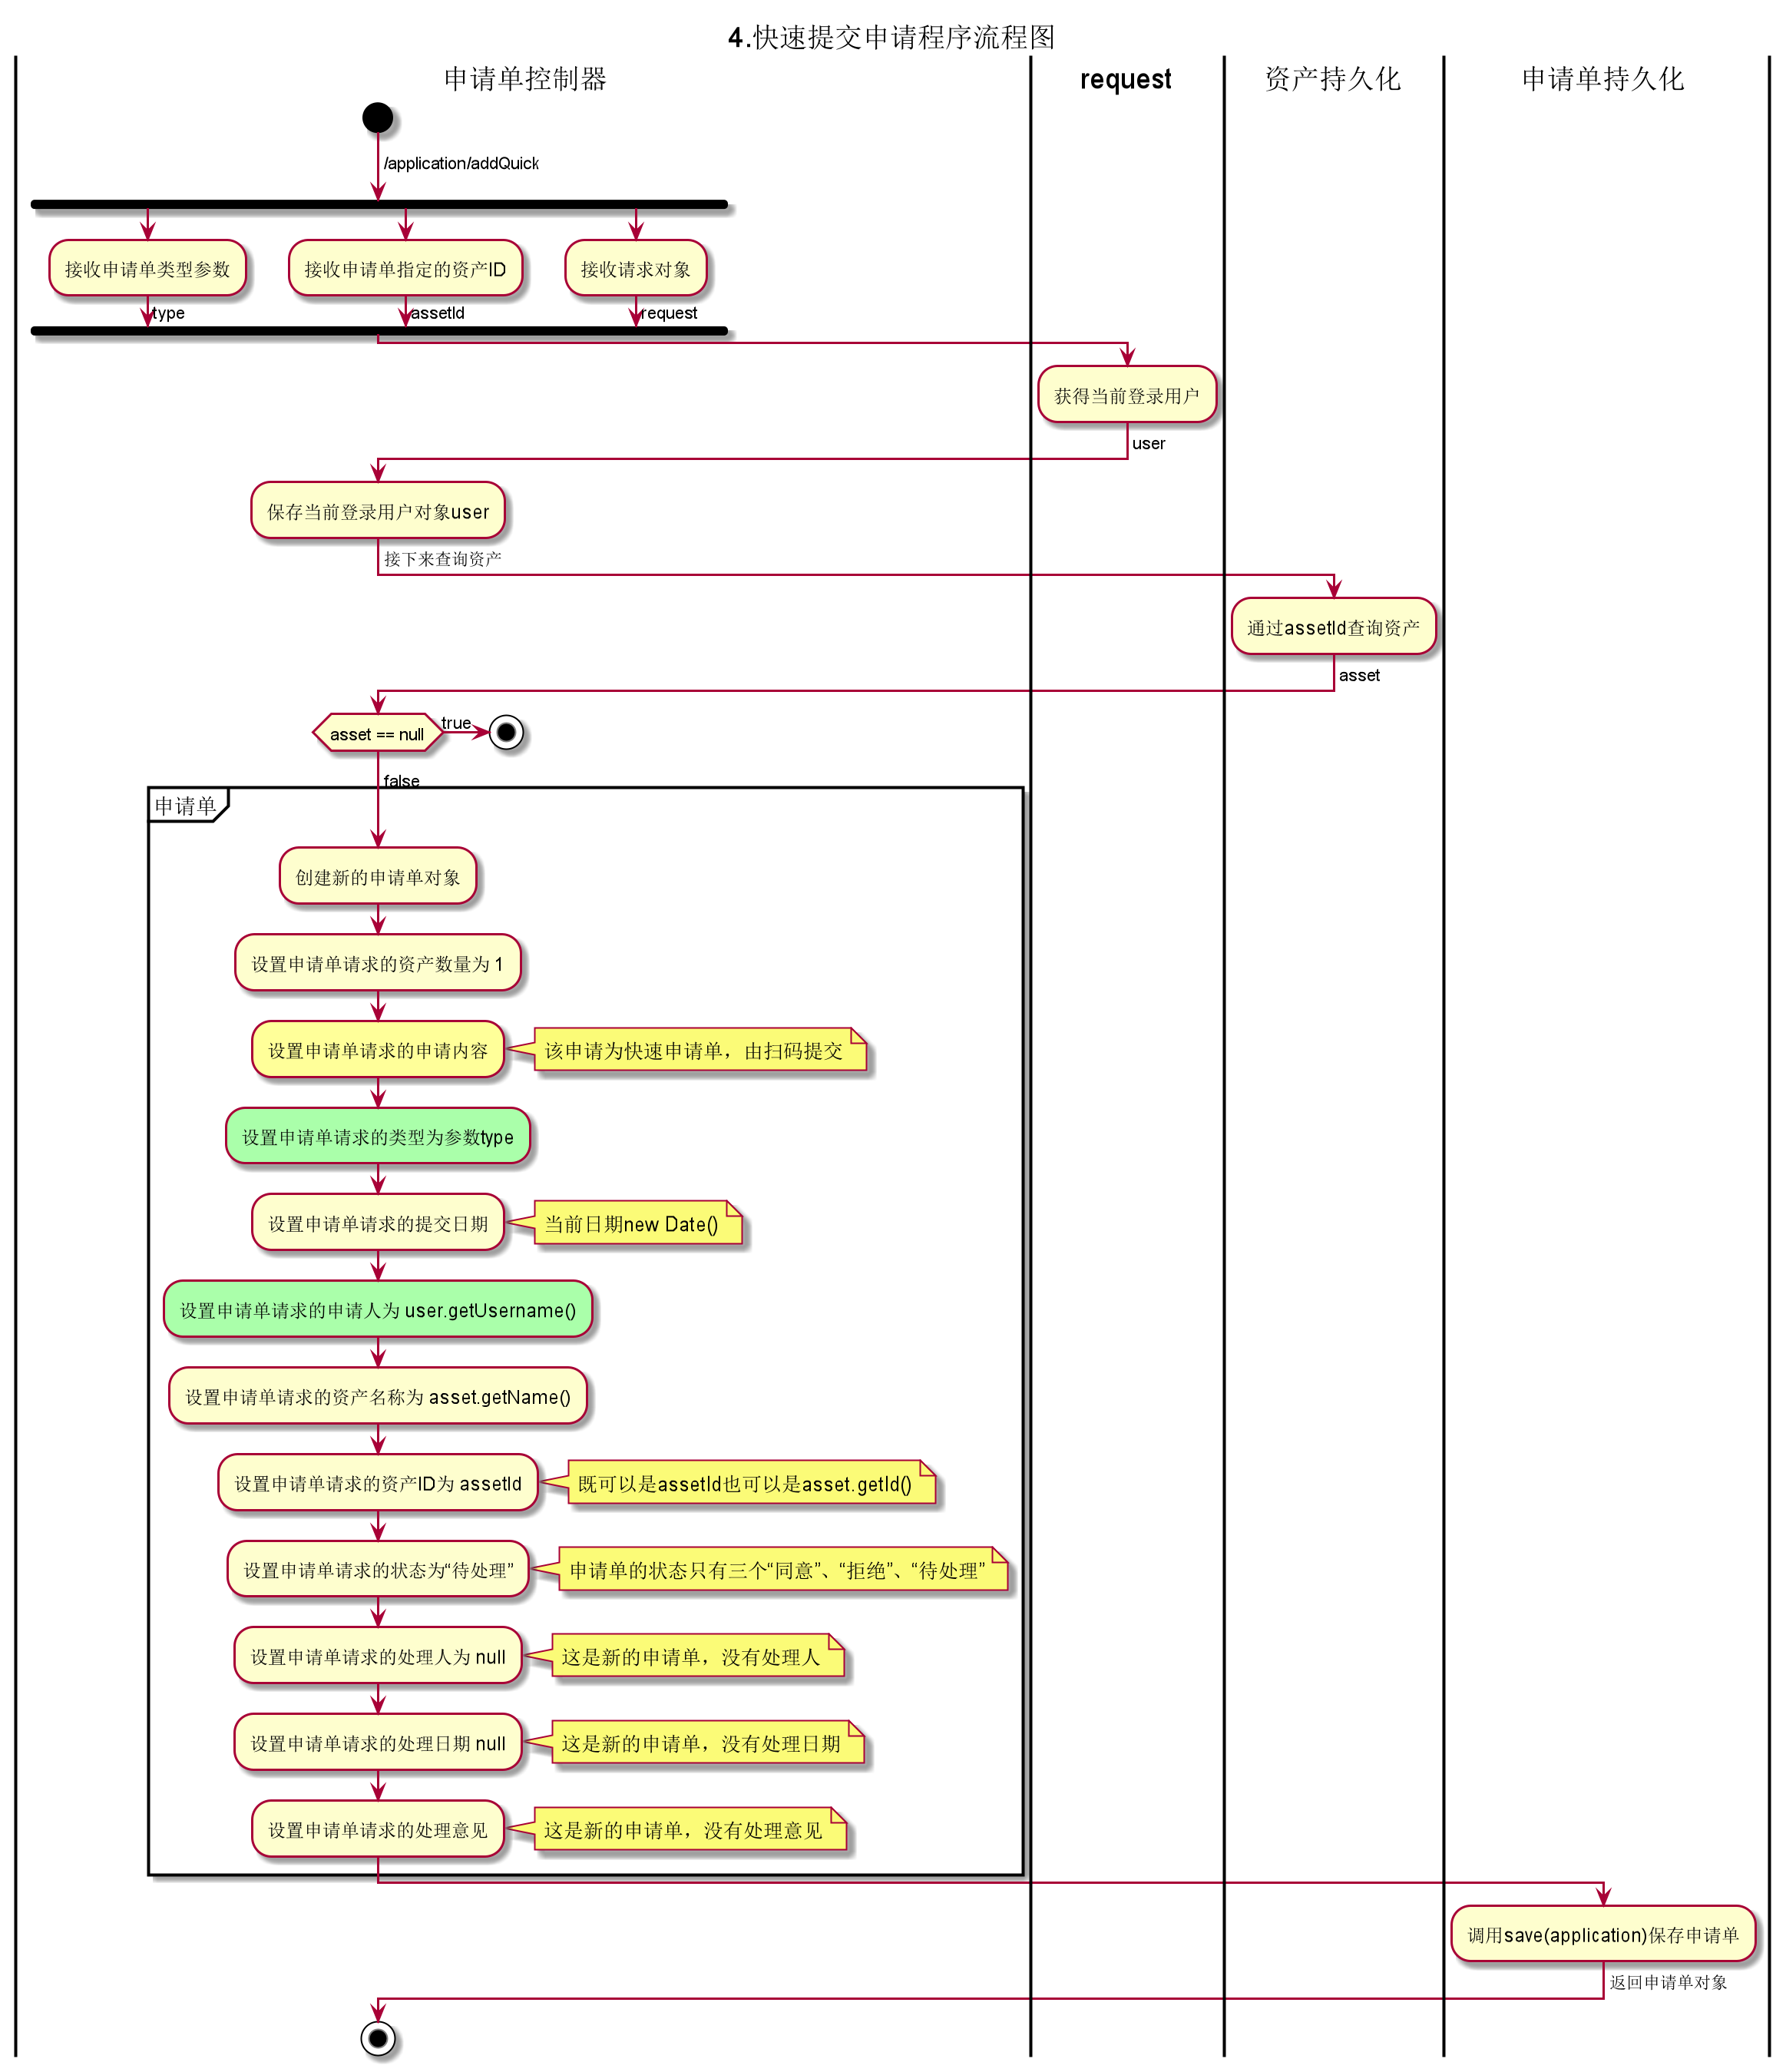 4.快速提交申请程序流程图
申请单控制器
request
资产持久化
申请单持久化
/application/addQuick
接收申请单类型参数
接收申请单指定的资产ID
接收请求对象
type
assetId
request
获得当前登录用户
user
保存当前登录用户对象user
接下来查询资产
通过assetId查询资产
asset
asset == null
true
false
申请单
创建新的申请单对象
设置申请单请求的资产数量为 1
设置申请单请求的申请内容
该申请为快速申请单，由扫码提交
设置申请单请求的类型为参数type
设置申请单请求的提交日期
当前日期new Date()
设置申请单请求的申请人为 user.getUsername()
设置申请单请求的资产名称为 asset.getName()
设置申请单请求的资产ID为 assetId
既可以是assetId也可以是asset.getId()
设置申请单请求的状态为“待处理”
申请单的状态只有三个“同意”、“拒绝”、“待处理”
设置申请单请求的处理人为 null
这是新的申请单，没有处理人
设置申请单请求的处理日期 null
这是新的申请单，没有处理日期
设置申请单请求的处理意见
这是新的申请单，没有处理意见
调用save(application)保存申请单
返回申请单对象